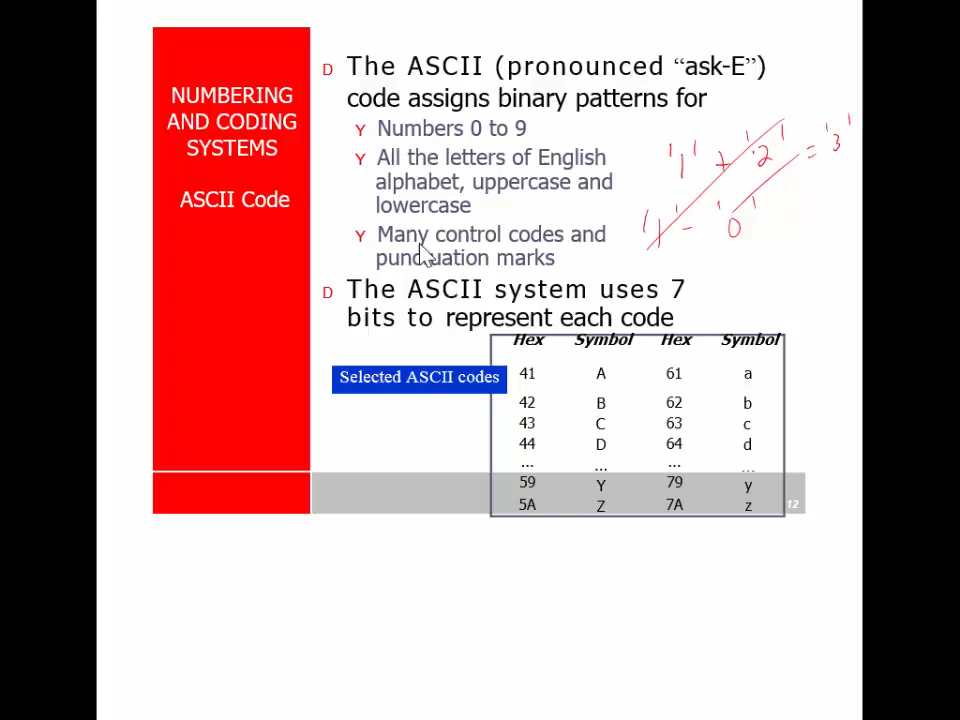 NUMBERING
AND CODING
SYSTEMS
ASCII Code
D The ASCII (pronounced “ask-E”)
code assigns binary patterns for
Y Numbers 0 to 9
Y All the letters of English
alphabet, uppercase and
lowercase
Y Many control codes and
punctuation marks
D The ASCII system uses 7
bits to represent each code
'1' + '2' = '3'
'1' - '0'
Selected ASCII codes
Hex Symbol Hex Symbol
41 A 61 a
42 B 62 b
43 C 63 c
44 D 64 d
... ... ... ...
59 Y 79 y
5A Z 7A z
12